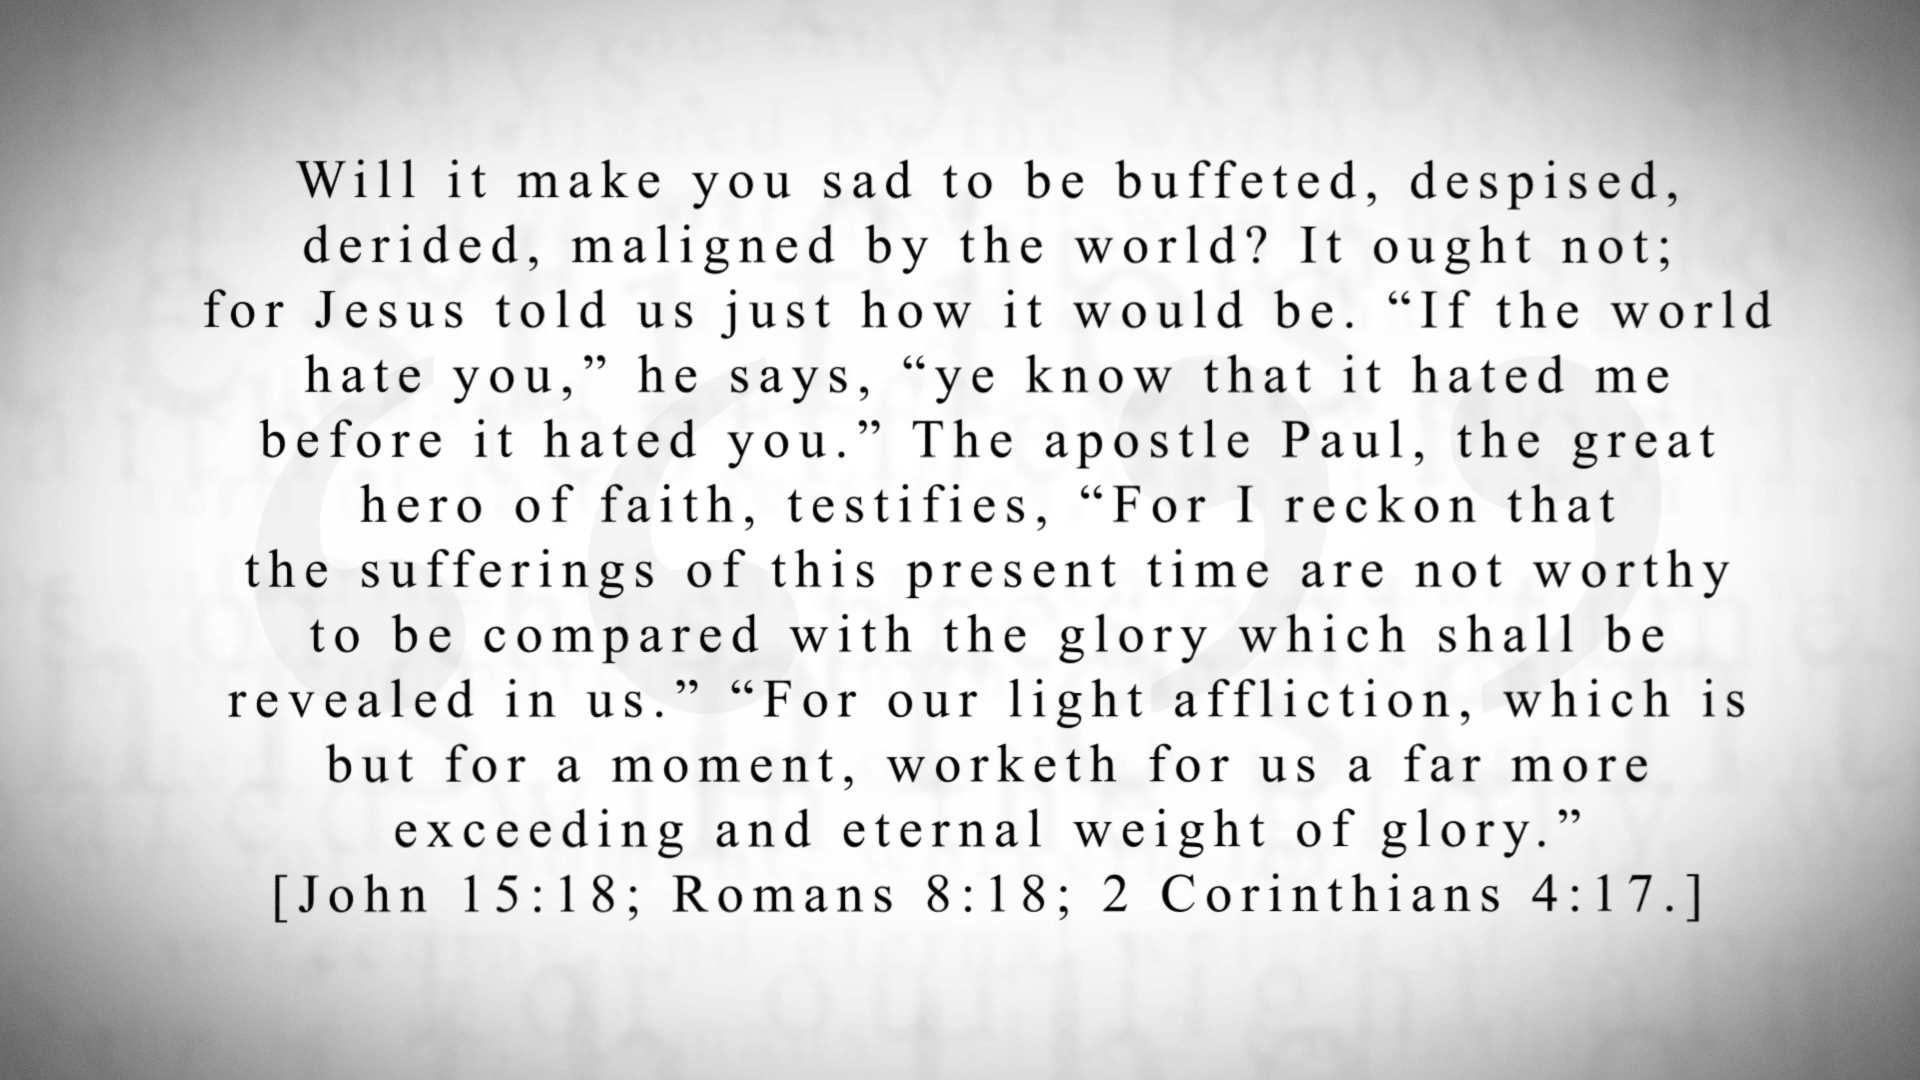 Will it make you sad to be buffeted, despised,
derided, maligned by the world? It ought not;
for Jesus told us just how it would be. “If the world
hate you,” he says, “ye know that it hated me
before it hated you.” The apostle Paul, the great
hero of faith, testifies, “For I reckon that
the sufferings of this present time are not worthy
to be compared with the glory which shall be
revealed in us.” “For our light affliction, which is
but for a moment, worketh for us a far more
exceeding and eternal weight of glory.”
[John 15:18; Romans 8:18; 2 Corinthians 4:17.]